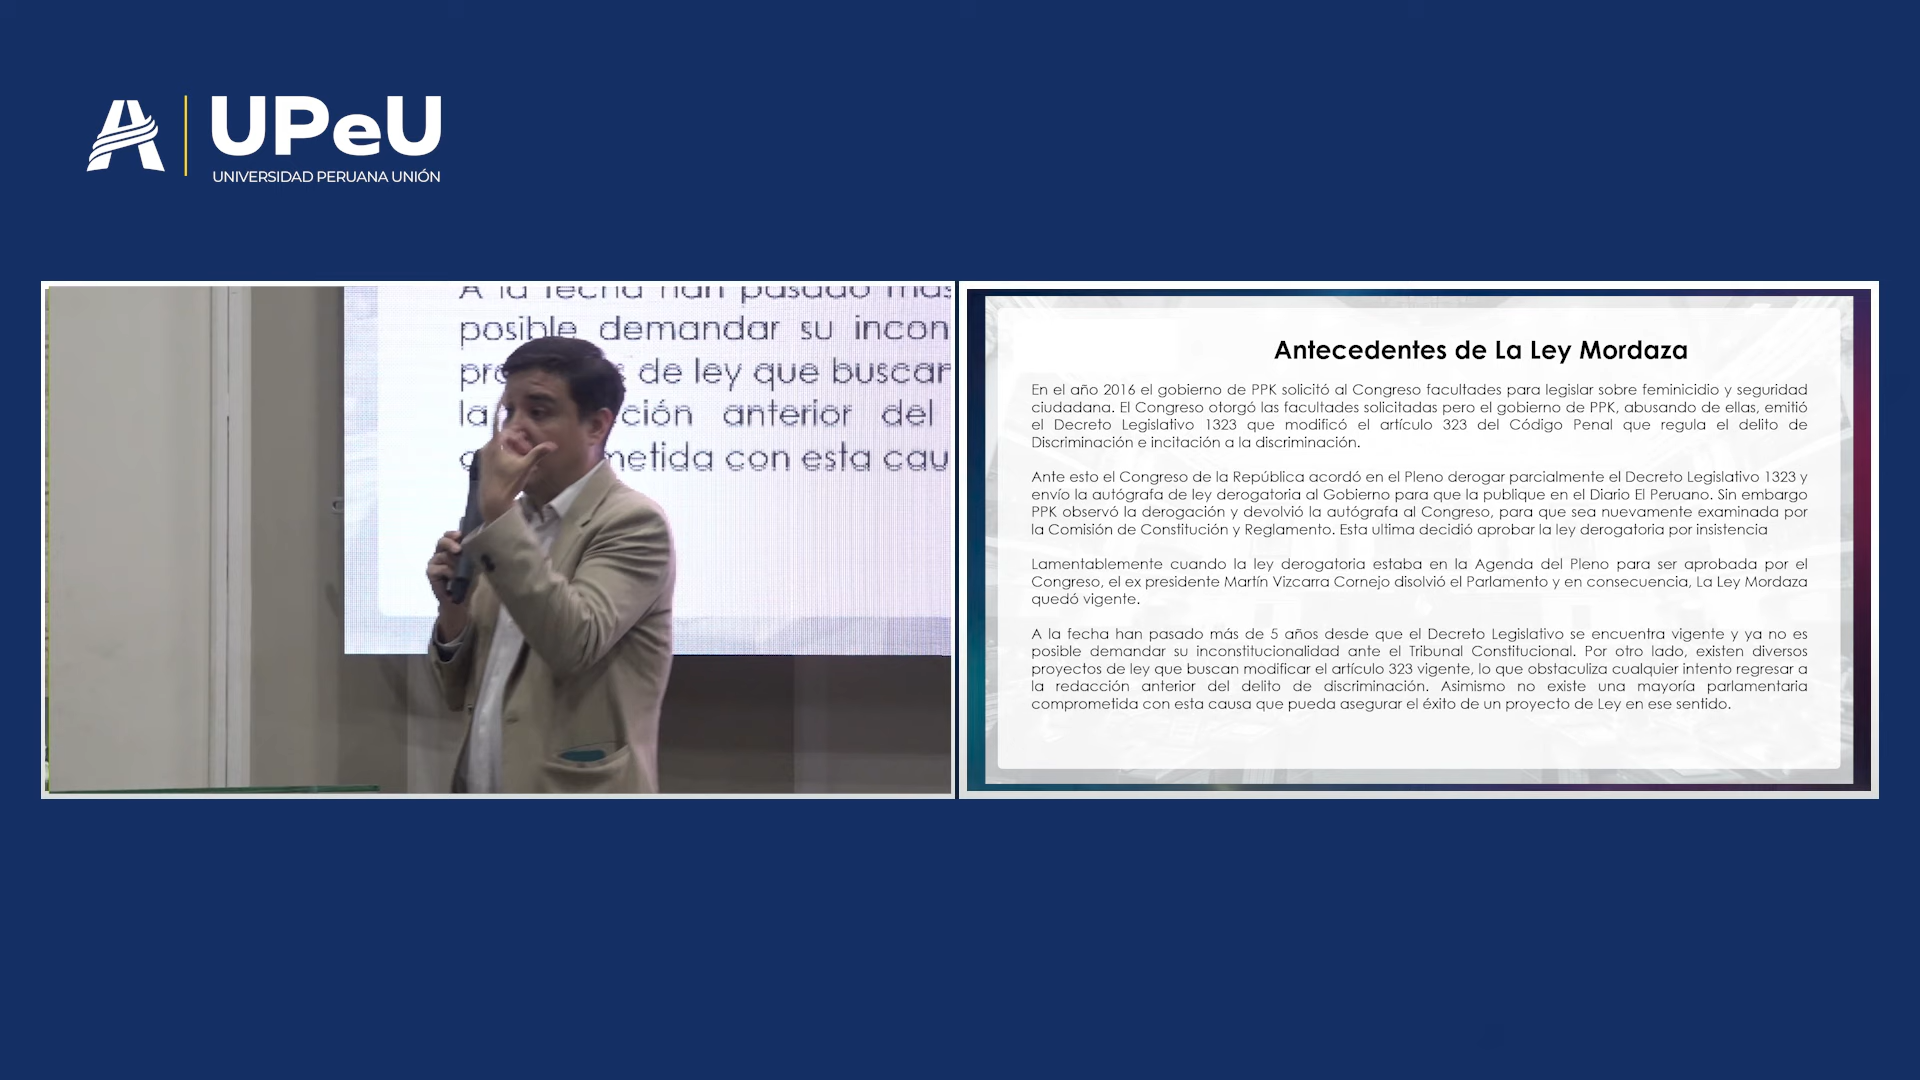 UPeU
UNIVERSIDAD PERUANA UNIÓN
A la fecha han pasado más
posible demandar su incon
de ley que buscan
la ción anterior del
metida con esta cau
Antecedentes de La Ley Mordaza
En el año 2016 el gobierno de PPK solicitó al Congreso facultades para legislar sobre feminicidio y seguridad
ciudadana. El Congreso otorgó las facultades solicitadas pero el gobierno de PPK, abusando de ellas, emitió
el Decreto Legislativo 1323 que modificó el artículo 323 del Código Penal que regula el delito de
Discriminación e incitación a la discriminación.
Ante esto el Congreso de la República acordó en el Pleno derogar parcialmente el Decreto Legislativo 1323 y
envío la autógrafa de ley derogatoria al Gobierno para que la publique en el Diario El Peruano. Sin embargo
PPK observó la derogación y devolvió la autógrafa al Congreso, para que sea nuevamente examinada por
la Comisión de Constitución y Reglamento. Esta ultima decidió aprobar la ley derogatoria por insistencia
Lamentablemente cuando la ley derogatoria estaba en la Agenda del Pleno para ser aprobada por el
Congreso, el ex presidente Martín Vizcarra Cornejo disolvió el Parlamento y en consecuencia, La Ley Mordaza
quedó vigente.
A la fecha han pasado más de 5 años desde que el Decreto Legislativo se encuentra vigente y ya no es
posible demandar su inconstitucionalidad ante el Tribunal Constitucional. Por otro lado, existen diversos
proyectos de ley que buscan modificar el artículo 323 vigente, lo que obstaculiza cualquier intento regresar a
la redacción anterior del delito de discriminación. Asimismo no existe una mayoría parlamentaria
comprometida con esta causa que pueda asegurar el éxito de un proyecto de Ley en ese sentido.